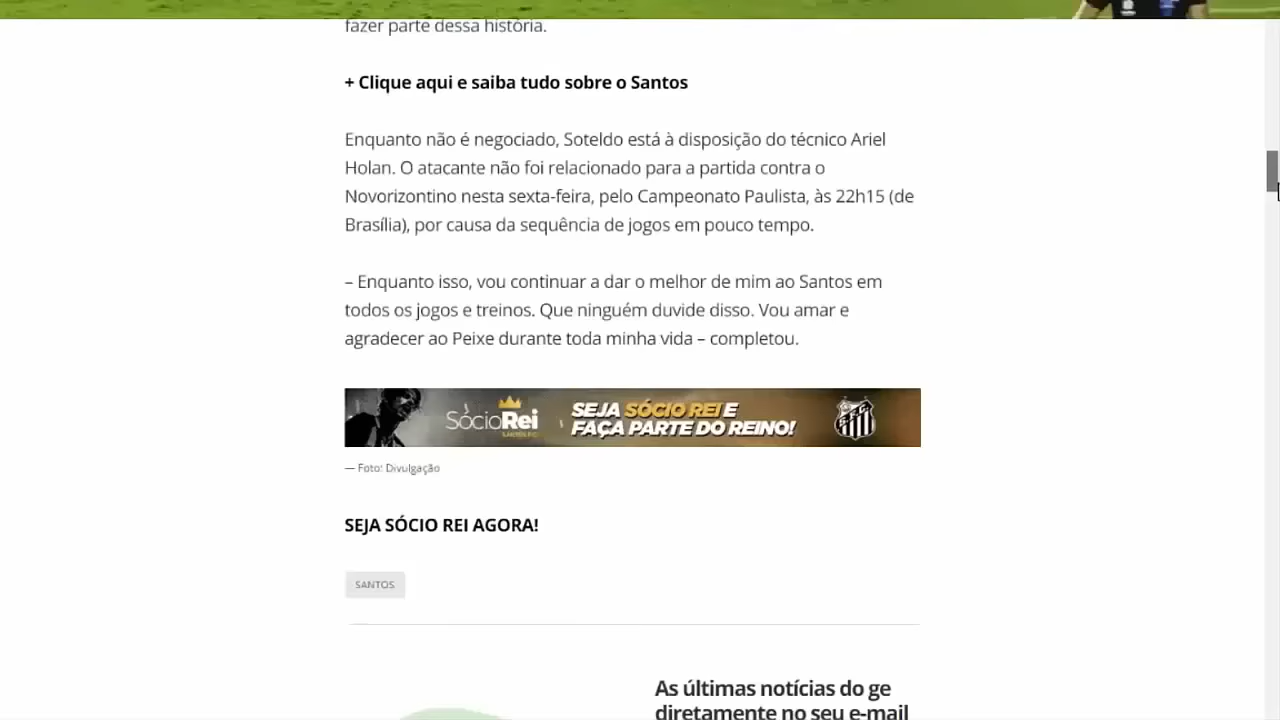 fazer parte dessa história.
+ Clique aqui e saiba tudo sobre o Santos
Enquanto não é negociado, Soteldo está à disposição do técnico Ariel
Holan. O atacante não foi relacionado para a partida contra o
Novorizontino nesta sexta-feira, pelo Campeonato Paulista, às 22h15 (de
Brasília), por causa da sequência de jogos em pouco tempo.
– Enquanto isso, vou continuar a dar o melhor de mim ao Santos em
todos os jogos e treinos. Que ninguém duvide disso. Vou amar e
agradecer ao Peixe durante toda minha vida – completou.
SócioRei
SEJA SÓCIO REI E
FAÇA PARTE DO REINO!
— Foto: Divulgação
SEJA SÓCIO REI AGORA!
SANTOS
As últimas notícias do ge
diretamente no seu e-mail